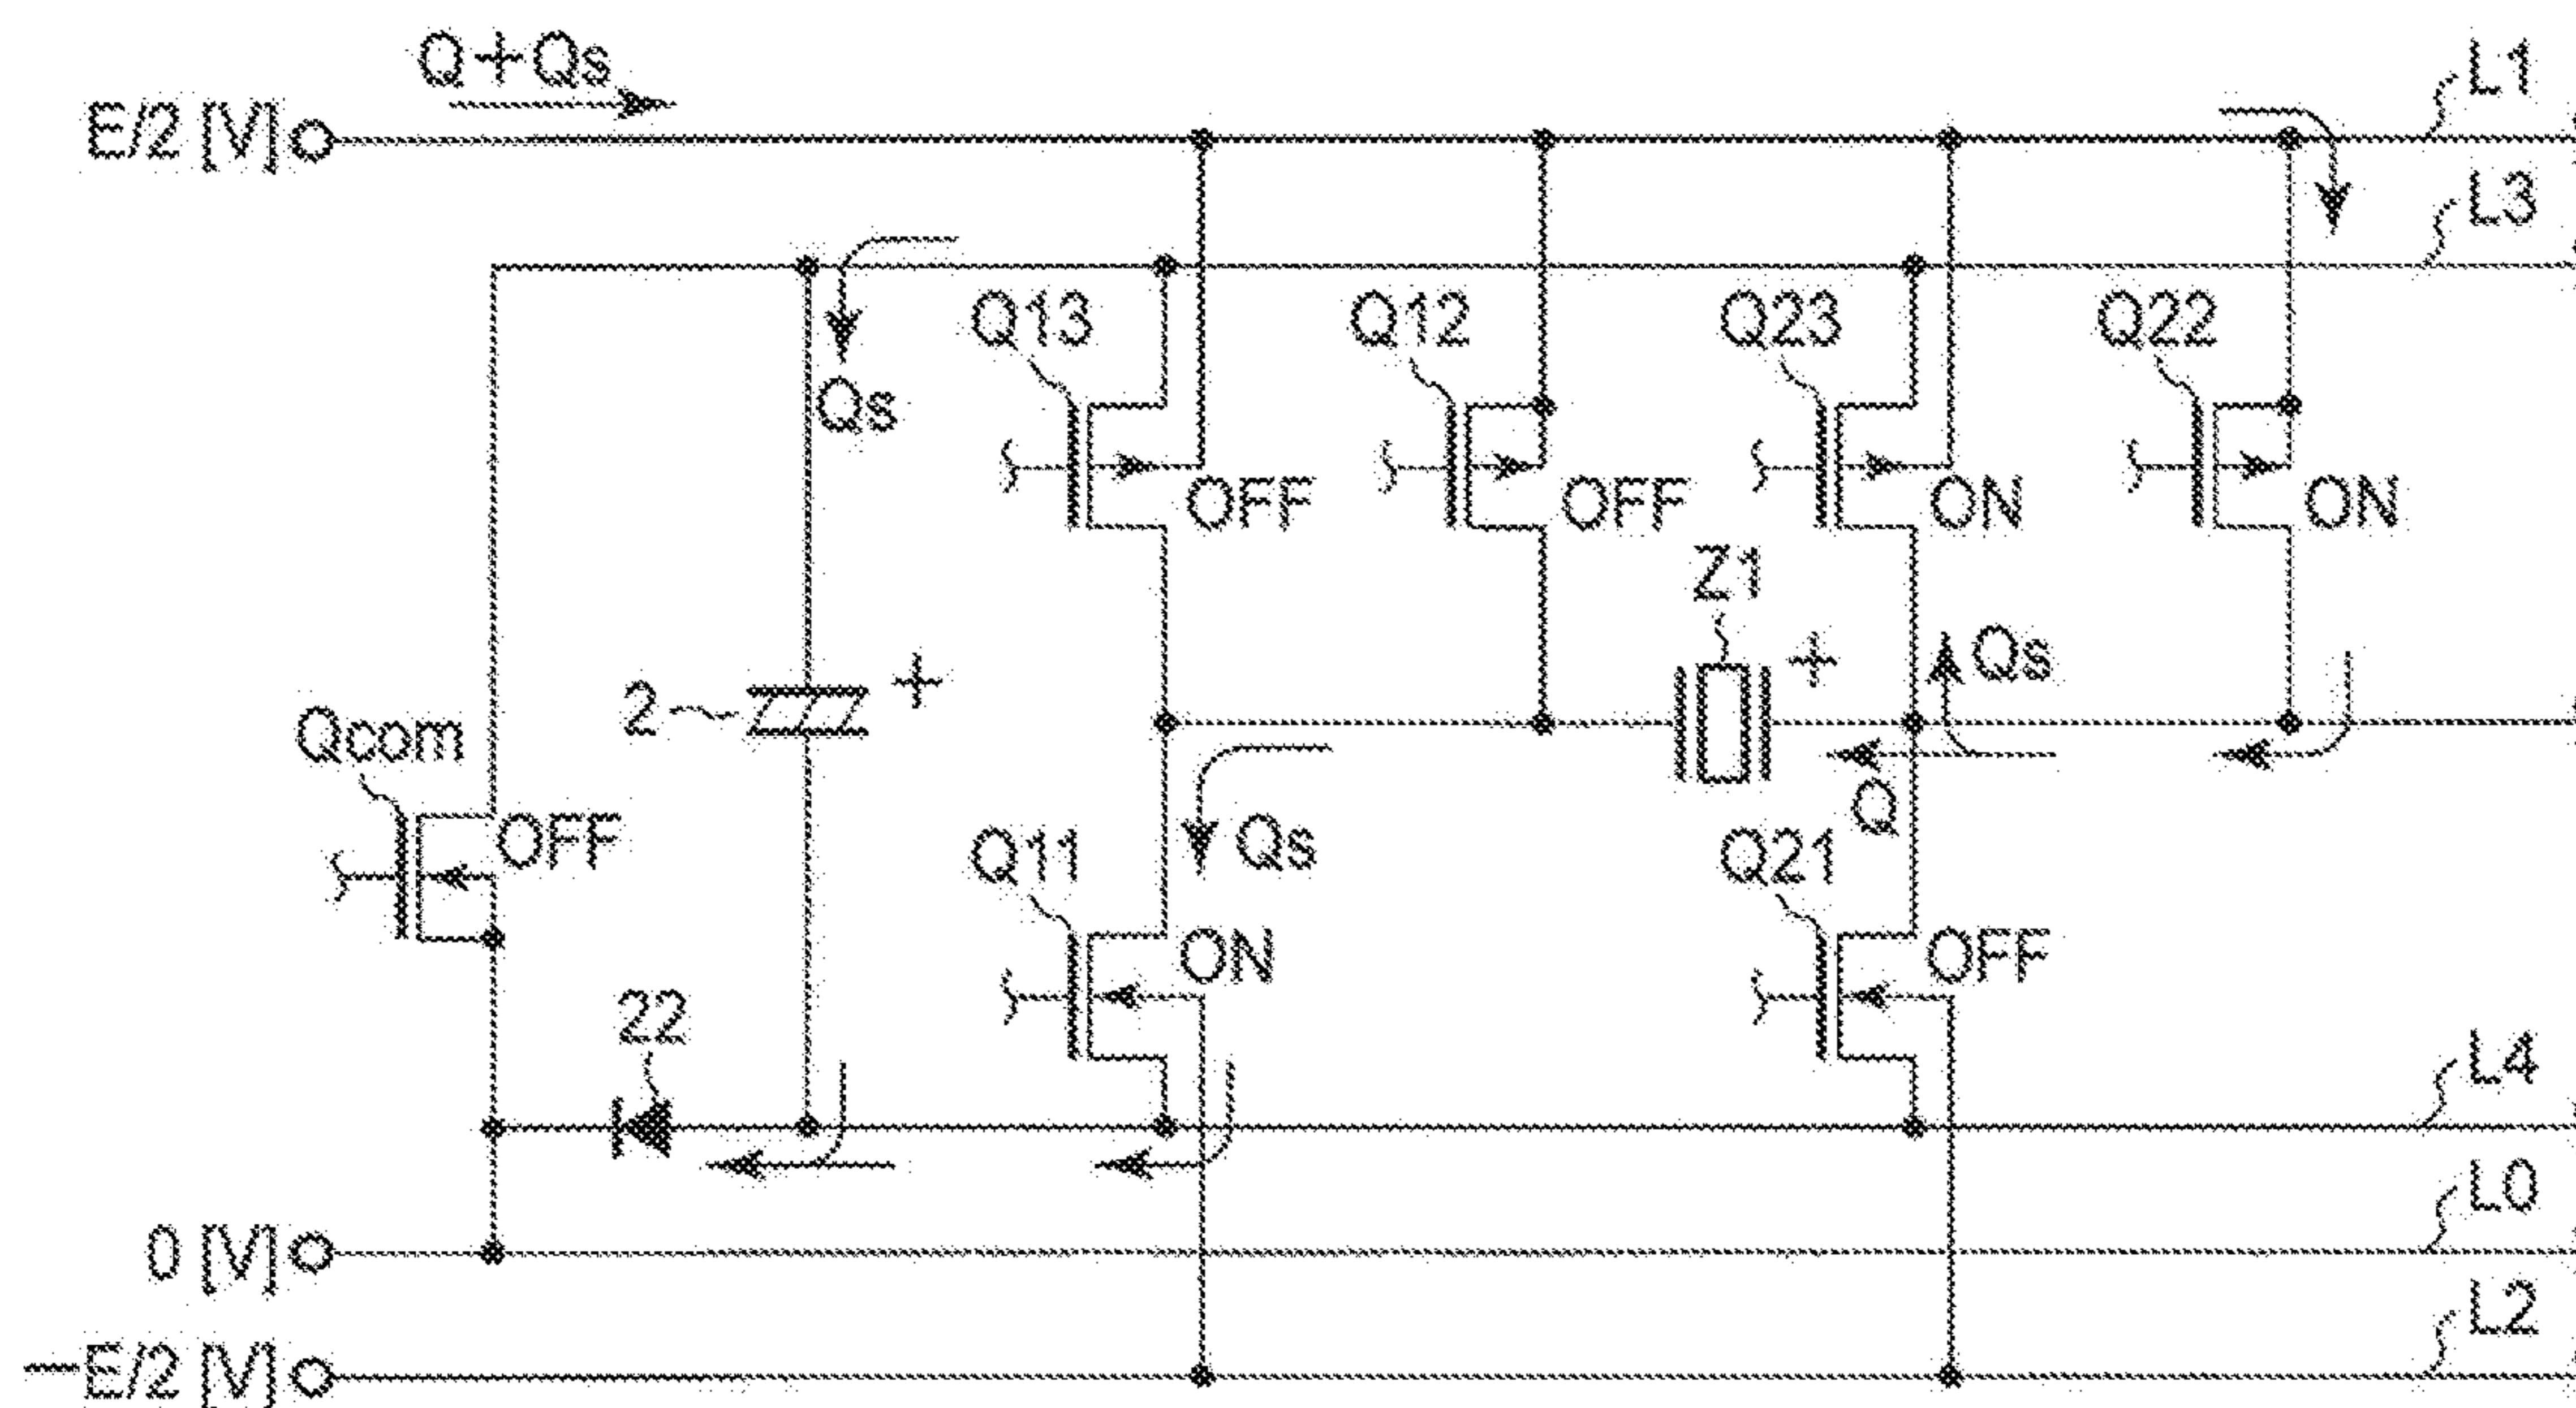 Q+Qs
L1
E/2 [V]
L3
Q13
Q12
Q23
Q22
Qs
OFF
OFF
ON
ON
Z1
+
Qs
+
2
Qcom
Q
OFF
Q11
Qs
Q21
ON
OFF
22
L4
L0
0 [V]
L2
−E/2 [V]